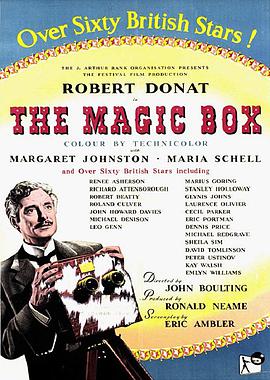 Over Sixty British Stars!
THE J. ARTHUR RANK ORGANISATION PRESENTS
THE FESTIVAL FILM PRODUCTION
ROBERT DONAT
in
THE MAGIC BOX
COLOUR BY TECHNICOLOR
with
MARGARET JOHNSTON • MARIA SCHELL
and Over Sixty British Stars including
RENEE ASHERSON
RICHARD ATTENBOROUGH
ROBERT BEATTY
ROLAND CULVER
JOHN HOWARD DAVIES
MICHAEL DENISON
LEO GENN
MARIUS GORING
STANLEY HOLLOWAY
GLYNIS JOHNS
LAURENCE OLIVIER
CECIL PARKER
ERIC PORTMAN
DENNIS PRICE
MICHAEL REDGRAVE
SHEILA SIM
DAVID TOMLINSON
PETER USTINOV
KAY WALSH
EMLYN WILLIAMS
Directed by
JOHN BOULTING
Produced by
RONALD NEAME
Screenplay by
ERIC AMBLER